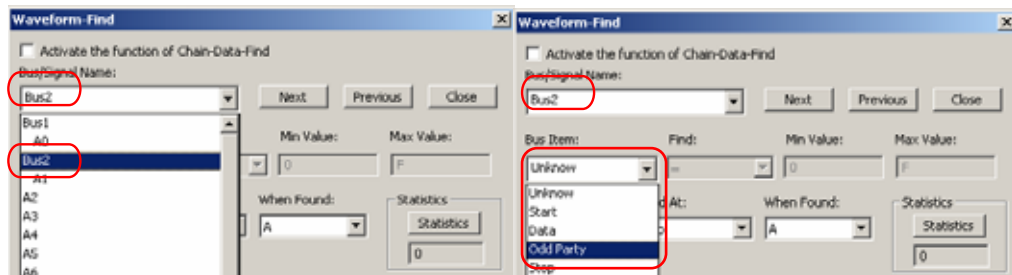 Waveform-Find
Activate the function of Chain-Data-Find
Bus/Signal Name:
Bus2
Next
Previous
Close
Bus1
A0
Bus2
A1
A2
A3
A4
A5
A6
Min Value:
Max Value:
0
F
When Found:
A
Statistics
Statistics
0
Waveform-Find
Activate the function of Chain-Data-Find
Bus/Signal Name:
Bus2
Next
Previous
Close
Bus Item:
Find:
Min Value:
Max Value:
Unknow
=
0
F
Unknow
Start
Data
Odd Party
Stop
At:
When Found:
A
Statistics
Statistics
0